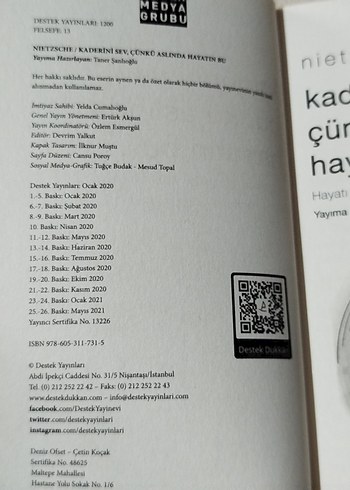 MEDYA
GRUBU
DESTEK YAYINLARI: 1206
FELSEFE: 13
NIETZSCHE / KADERİNİ SEV, ÇÜNKÜ ASLINDA HAYATIN BU
Yayıma Hazırlayan: Taner Şanlıoğlu
Her hakkı saklıdır. Bu eserin aynen ya da özet olarak hiçbir bölümü, yayınevinin yazılı izni
alınmadan kullanılamaz.
İmtiyaz Sahibi: Yelda Cumalıoğlu
Genel Yayın Yönetmeni: Ertürk Akşun
Yayın Koordinatörü: Özlem Esmergül
Editör: Devrim Yalkut
Kapak Tasarım: İlknur Muştu
Sayfa Düzeni: Cansu Poroy
Sosyal Medya-Grafik: Tuğçe Budak - Mesud Topal
Destek Yayınları: Ocak 2020
1.-5. Baskı: Ocak 2020
6.-7. Baskı: Şubat 2020
8.-9. Baskı: Mart 2020
10. Baskı: Nisan 2020
11.-12. Baskı: Mayıs 2020
13.-14. Baskı: Haziran 2020
15.-16. Baskı: Temmuz 2020
17.-18. Baskı: Ağustos 2020
19.-20. Baskı: Ekim 2020
21.-22. Baskı: Kasım 2020
23.-24. Baskı: Ocak 2021
25.-26. Baskı: Mayıs 2021
Yayıncı Sertifika No. 13226
ISBN 978-605-311-731-5
© Destek Yayınları
Abdi İpekçi Caddesi No. 31/5 Nişantaşı/İstanbul
Tel. (0) 212 252 22 42 – Faks: (0) 212 252 22 43
www.destekdukkan.com – info@destekyayinlari.com
facebook.com/DestekYayinevi
twitter.com/destekyayinlari
instagram.com/destekyayinlari
Deniz Ofset – Çetin Koçak
Sertifika No. 48625
Maltepe Mahallesi
Hastane Yolu Sokak No. 1/6
Destek Dükkan
niet
kad
çün
hay
Hayatı
Yayıma